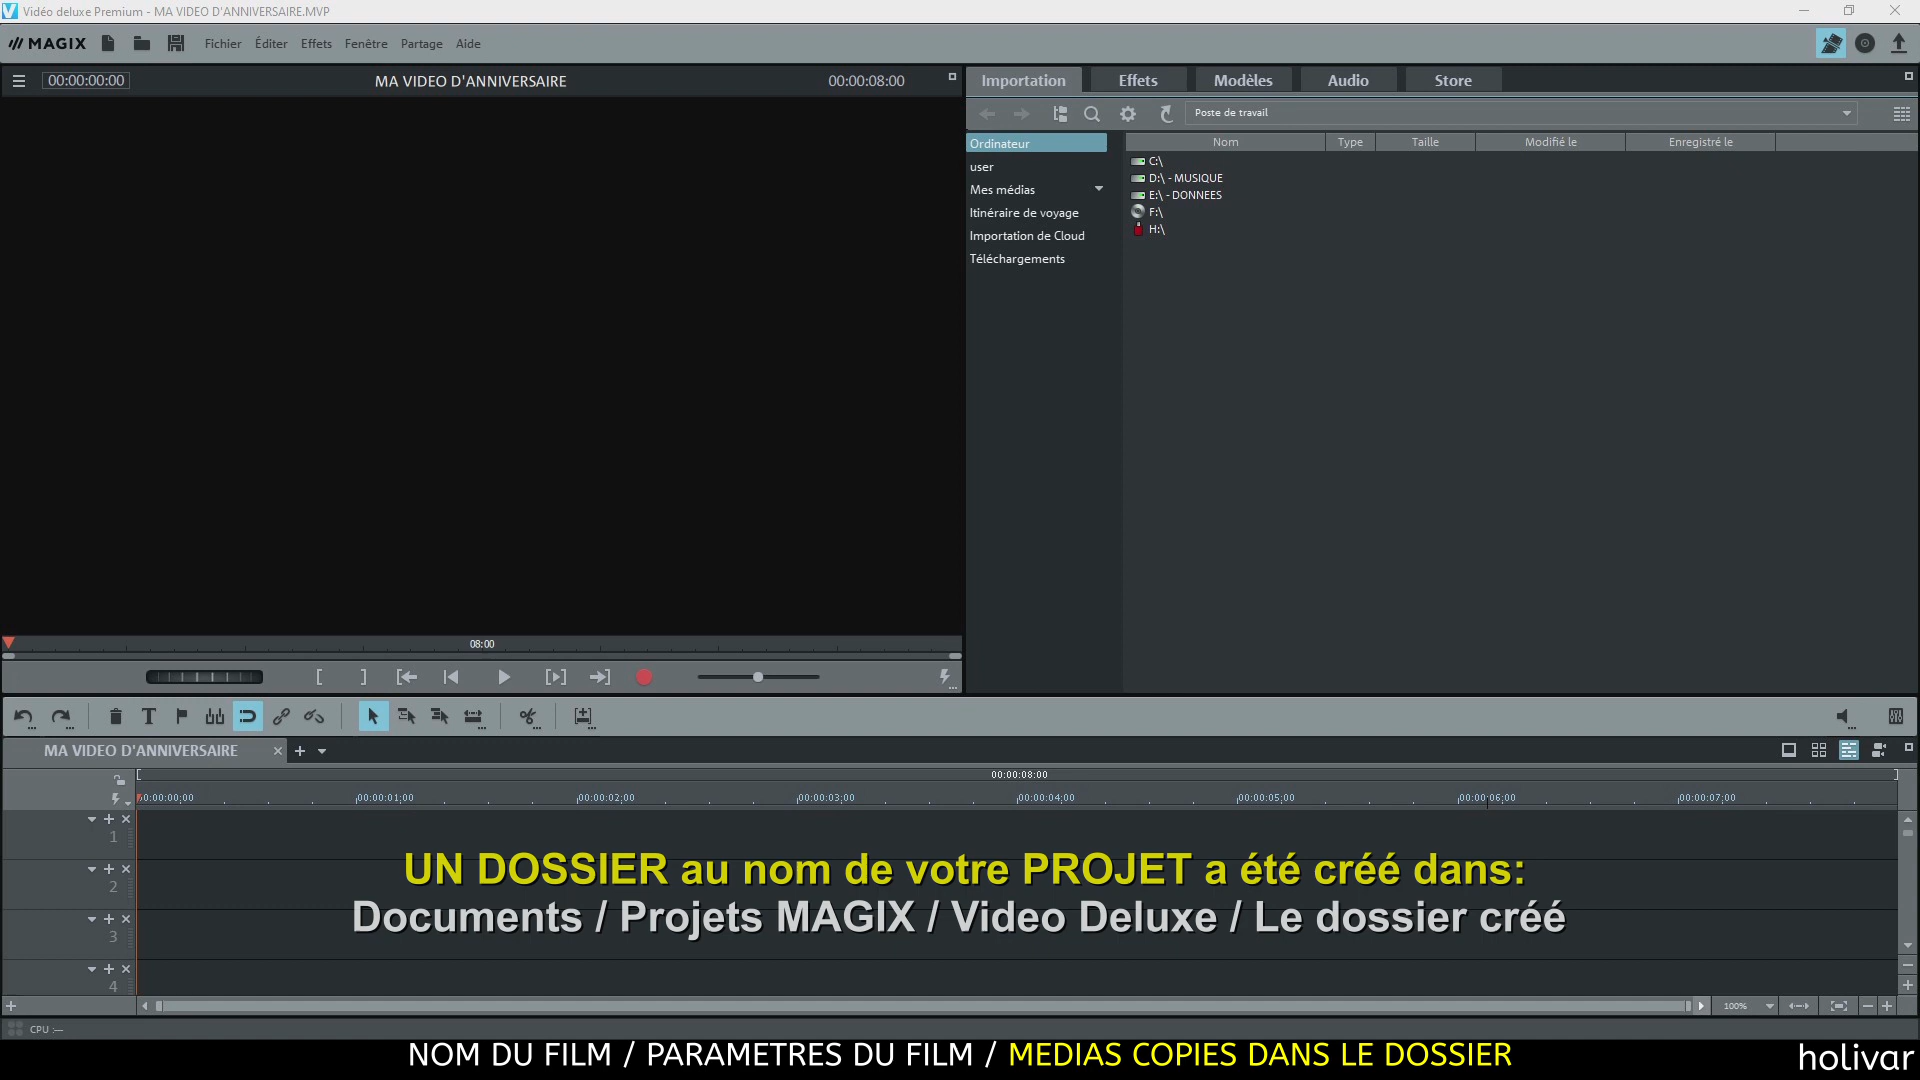 Vidéo deluxe Premium - MA VIDEO D'ANNIVERSAIRE.MVP
MAGIX Fichier Éditer Effets Fenêtre Partage Aide
00:00:00:00 MA VIDEO D'ANNIVERSAIRE 00:00:08:00
Importation Effets Modèles Audio Store
Poste de travail
Nom Type Taille Modifié le Enregistré le
Ordinateur
user
Mes médias
Itinéraire de voyage
Importation de Cloud
Téléchargements
C:\
D:\ - MUSIQUE
E:\ - DONNEES
F:\
H:\
08:00
MA VIDEO D'ANNIVERSAIRE
00:00:08:00
00:00:00;00 00:00:01;00 00:00:02;00 00:00:03;00 00:00:04;00 00:00:05;00 00:00:06;00 00:00:07;00
1
2
3
4
UN DOSSIER au nom de votre PROJET a été créé dans:
Documents / Projets MAGIX / Video Deluxe / Le dossier créé
100%
CPU :—
NOM DU FILM / PARAMETRES DU FILM / MEDIAS COPIES DANS LE DOSSIER
holivar